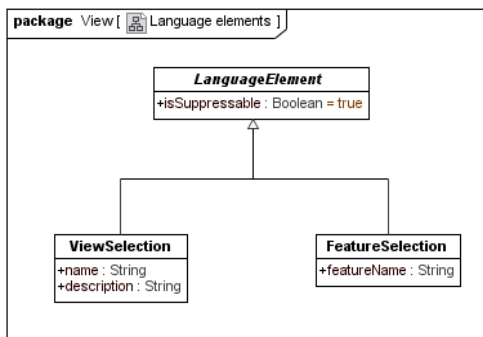 package View [ Language elements ]
LanguageElement
+isSuppressable : Boolean = true
ViewSelection
+name : String
+description : String
FeatureSelection
+featureName : String